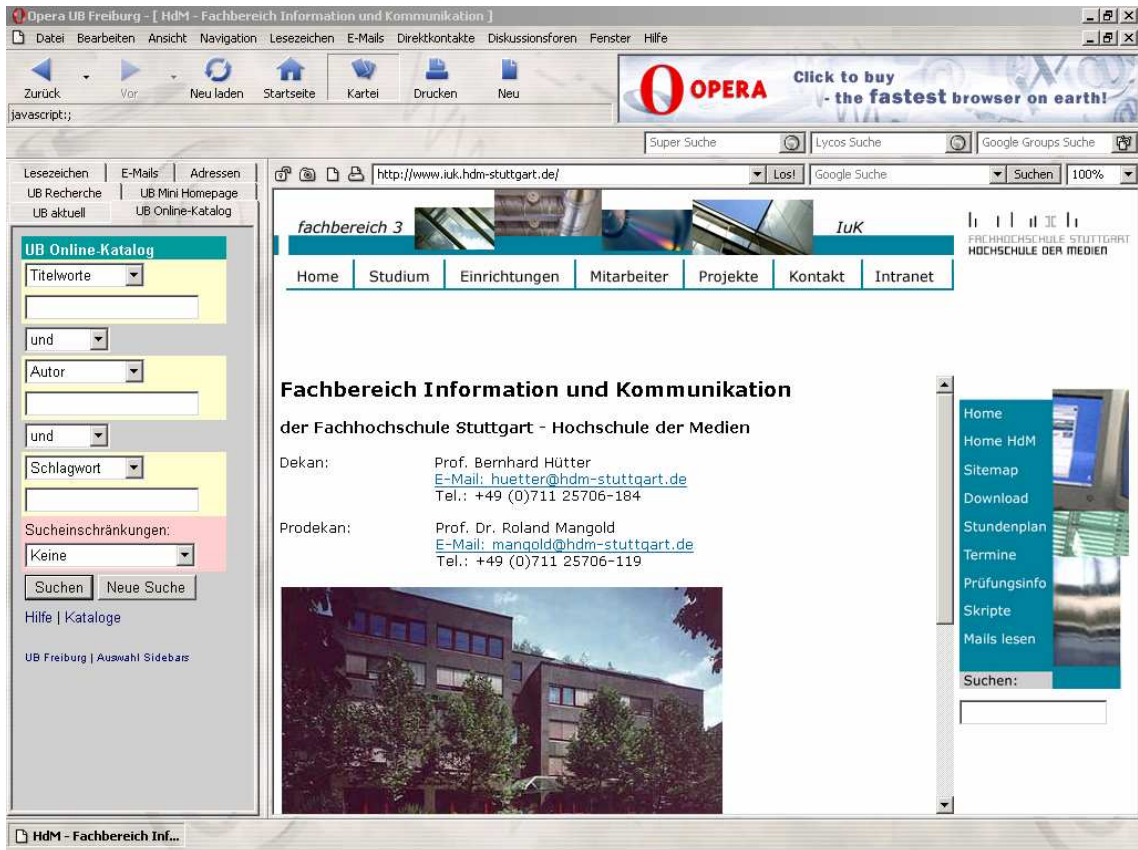 Opera UB Freiburg - [ HdM - Fachbereich Information und Kommunikation ]
Datei Bearbeiten Ansicht Navigation Lesezeichen E-Mails Direktkontakte Diskussionsforen Fenster Hilfe
Zurück Vor Neu laden Startseite Kartei Drucken Neu
OPERA
Click to buy
- the fastest browser on earth!
javascript:;
Super Suche Lycos Suche Google Groups Suche
Lesezeichen E-Mails Adressen
UB Recherche UB Mini Homepage
UB aktuell UB Online-Katalog
http://www.iuk.hdm-stuttgart.de/ Los! Google Suche Suchen 100%
UB Online-Katalog
Titelworte
und
Autor
und
Schlagwort
Sucheinschränkungen:
Keine
Suchen Neue Suche
Hilfe | Kataloge
UB Freiburg | Auswahl Sidebars
fachbereich 3 IuK
FACHHOCHSCHULE STUTTGART
HOCHSCHULE DER MEDIEN
Home Studium Einrichtungen Mitarbeiter Projekte Kontakt Intranet
Fachbereich Information und Kommunikation
der Fachhochschule Stuttgart - Hochschule der Medien
Dekan: Prof. Bernhard Hütter
E-Mail: huetter@hdm-stuttgart.de
Tel.: +49 (0)711 25706-184
Prodekan: Prof. Dr. Roland Mangold
E-Mail: mangold@hdm-stuttgart.de
Tel.: +49 (0)711 25706-119
Home
Home HdM
Sitemap
Download
Stundenplan
Termine
Prüfungsinfo
Skripte
Mails lesen
Suchen:
HdM - Fachbereich Inf...